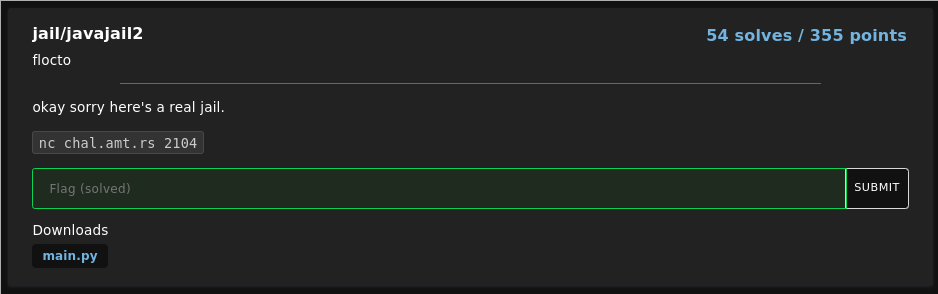 jail/javajail2
54 solves / 355 points
flocto
okay sorry here's a real jail.
nc chal.amt.rs 2104
Flag (solved)
SUBMIT
Downloads
main.py